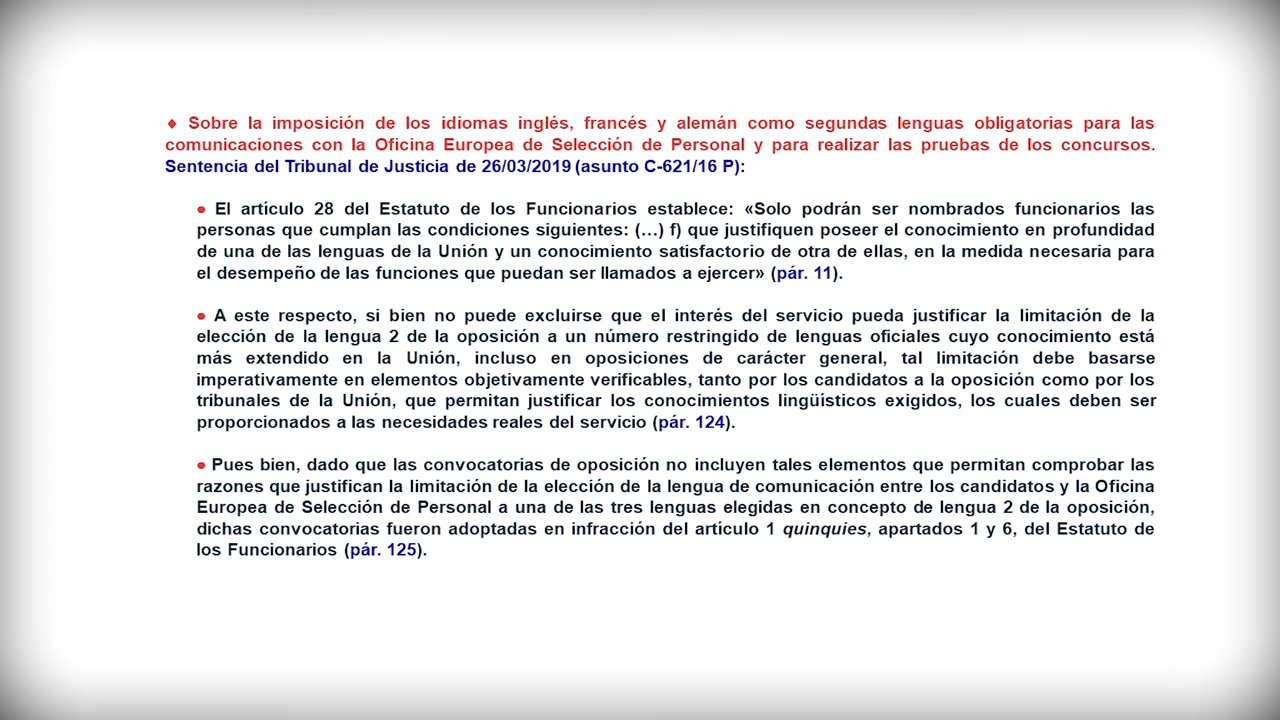 ♦ Sobre la imposición de los idiomas inglés, francés y alemán como segundas lenguas obligatorias para las
comunicaciones con la Oficina Europea de Selección de Personal y para realizar las pruebas de los concursos.
Sentencia del Tribunal de Justicia de 26/03/2019 (asunto C-621/16 P):
● El artículo 28 del Estatuto de los Funcionarios establece: «Solo podrán ser nombrados funcionarios las
personas que cumplan las condiciones siguientes: (…) f) que justifiquen poseer el conocimiento en profundidad
de una de las lenguas de la Unión y un conocimiento satisfactorio de otra de ellas, en la medida necesaria para
el desempeño de las funciones que puedan ser llamados a ejercer» (pár. 11).
● A este respecto, si bien no puede excluirse que el interés del servicio pueda justificar la limitación de la
elección de la lengua 2 de la oposición a un número restringido de lenguas oficiales cuyo conocimiento está
más extendido en la Unión, incluso en oposiciones de carácter general, tal limitación debe basarse
imperativamente en elementos objetivamente verificables, tanto por los candidatos a la oposición como por los
tribunales de la Unión, que permitan justificar los conocimientos lingüísticos exigidos, los cuales deben ser
proporcionados a las necesidades reales del servicio (pár. 124).
● Pues bien, dado que las convocatorias de oposición no incluyen tales elementos que permitan comprobar las
razones que justifican la limitación de la elección de la lengua de comunicación entre los candidatos y la Oficina
Europea de Selección de Personal a una de las tres lenguas elegidas en concepto de lengua 2 de la oposición,
dichas convocatorias fueron adoptadas en infracción del artículo 1 quinquies, apartados 1 y 6, del Estatuto de
los Funcionarios (pár. 125).